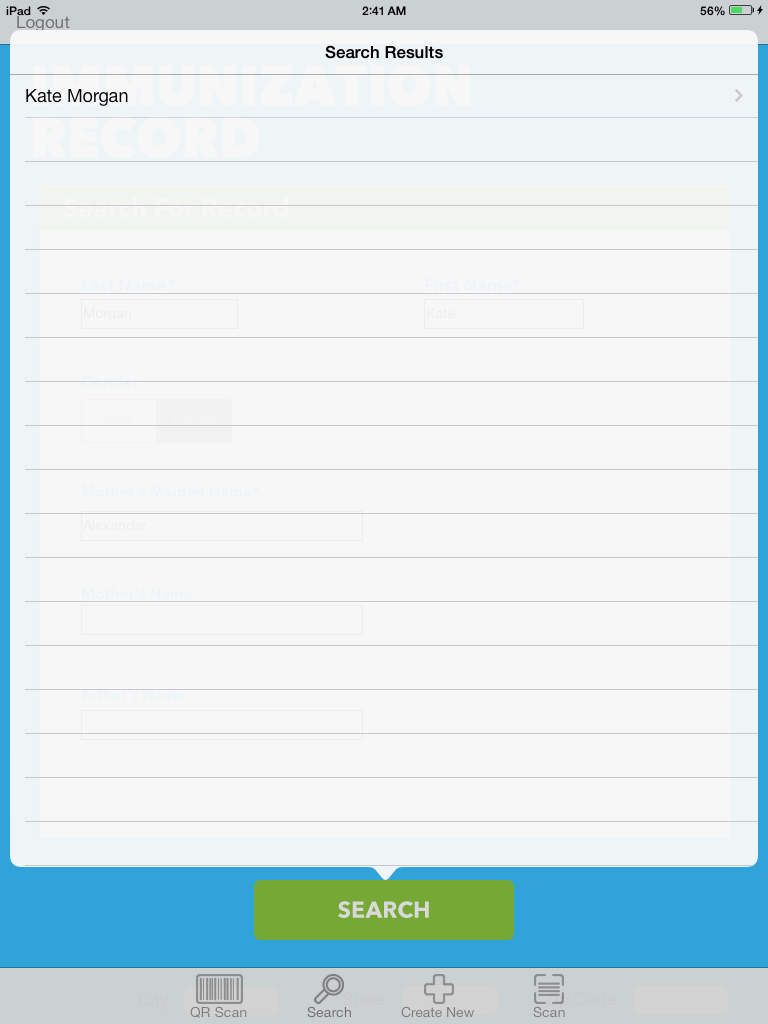 iPad 2:41 AM 56%
Logout
Search Results
IMMUNIZATION
Kate Morgan
RECORD
Search For Record
Last Name* First Name*
Morgan Kate
Gender
Male
Mother's Maiden Name*
Alexander
Mother's Name
Father's Name
SEARCH
City State Code
QR Scan Search Create New Scan